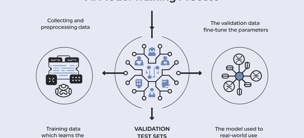 Collecting and
preprocessing data
The validation data
fine-tune the parameters
Training data
which learns the
VALIDATION
TEST SETS
The model used to
real-world use